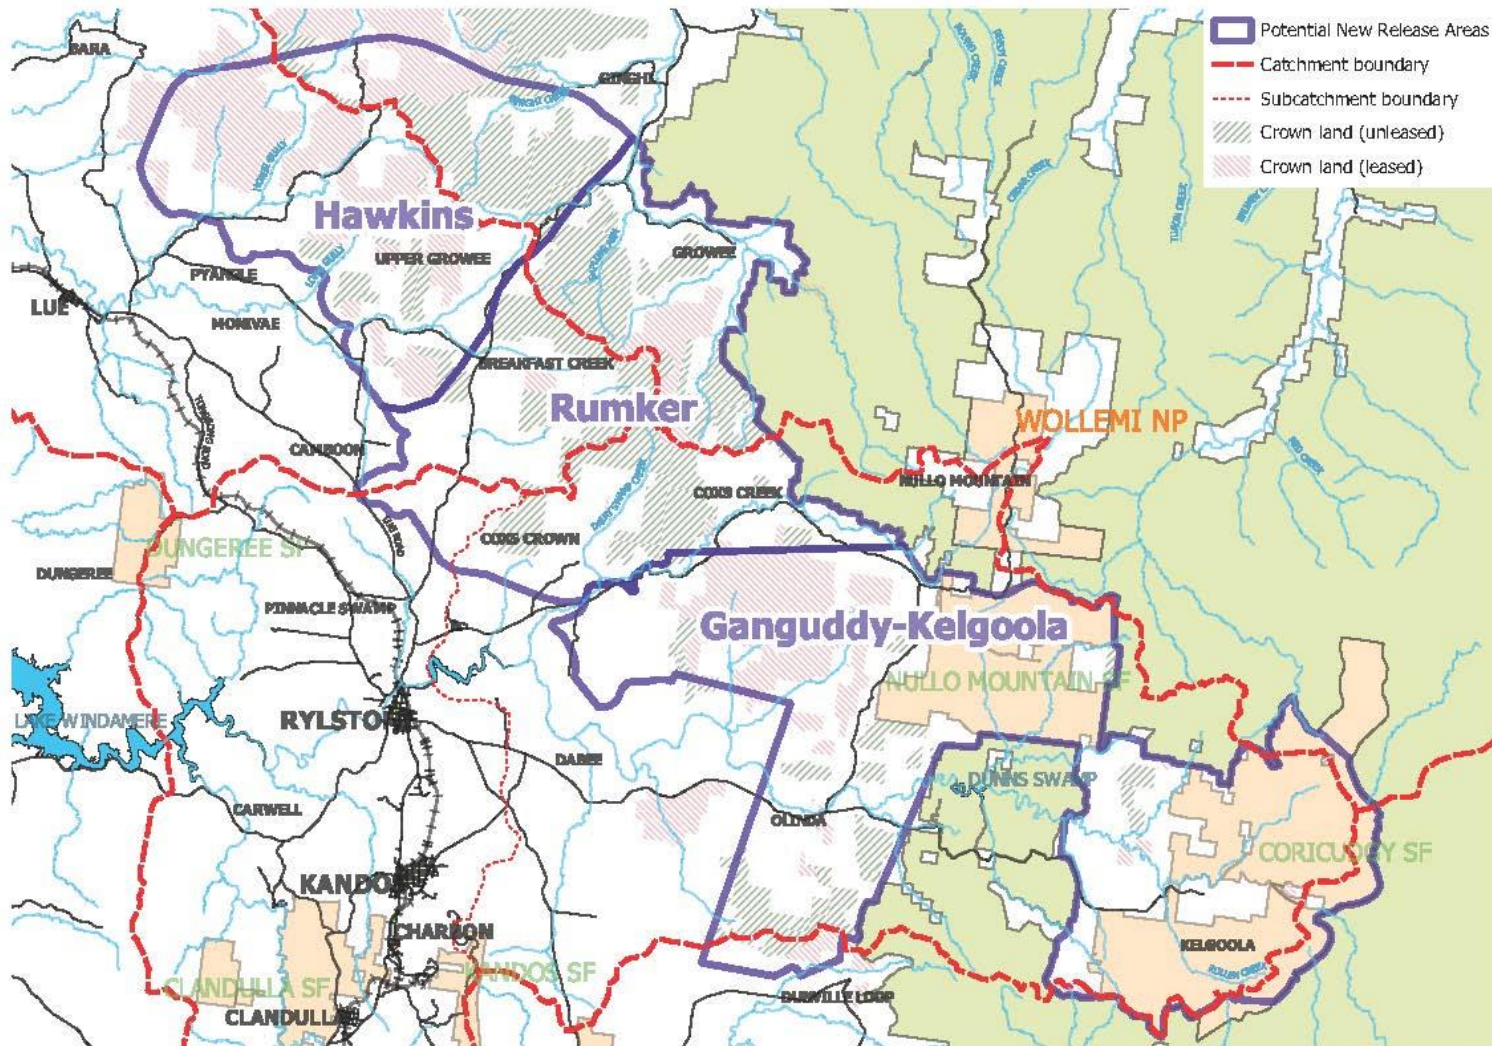 Potential New Release Areas
Catchment boundary
Subcatchment boundary
Crown land (unleased)
Crown land (leased)
BARA
GINGHI
Hawkins
UPPER GROWEE
GROWEE
PYANGLE
LUE
MONIVAE
BREAKFAST CREEK
Rumker
WOLLEMI NP
CAMBOON
NULLO MOUNTAIN
COXS CREEK
COXS CROWN
DUNGEREE SF
DUNGEREE
PINNACLE SWAMP
Ganguddy-Kelgoola
NULLO MOUNTAIN SF
LAKE WINDAMERE
RYLSTONE
DABEE
DUNNS SWAMP
CARWELL
OLINDA
CORICUDGY SF
KANDOS
CHARBON
KELGOOLA
KANDOS SF
CLANDULLA SF
CLANDULLA
CEDAR CREEK